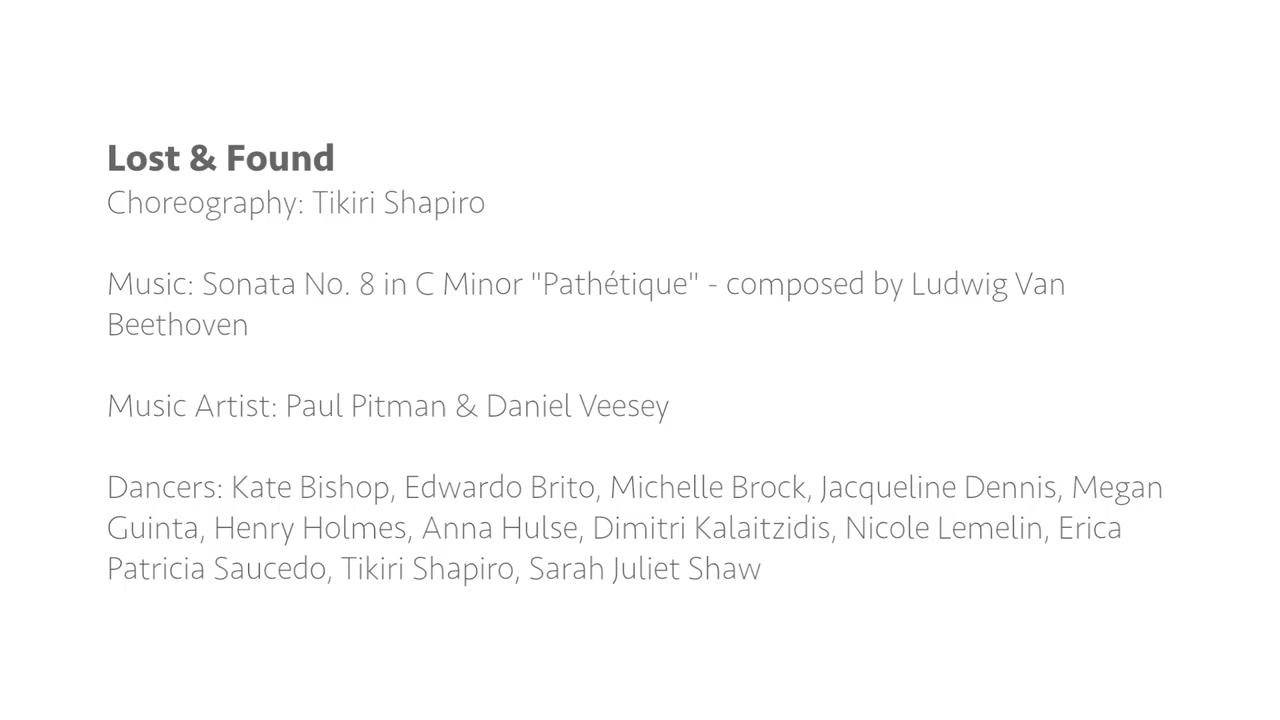 Lost & Found
Choreography: Tikiri Shapiro
Music: Sonata No. 8 in C Minor "Pathétique" - composed by Ludwig Van
Beethoven
Music Artist: Paul Pitman & Daniel Veesey
Dancers: Kate Bishop, Edwardo Brito, Michelle Brock, Jacqueline Dennis, Megan
Guinta, Henry Holmes, Anna Hulse, Dimitri Kalaitzidis, Nicole Lemelin, Erica
Patricia Saucedo, Tikiri Shapiro, Sarah Juliet Shaw